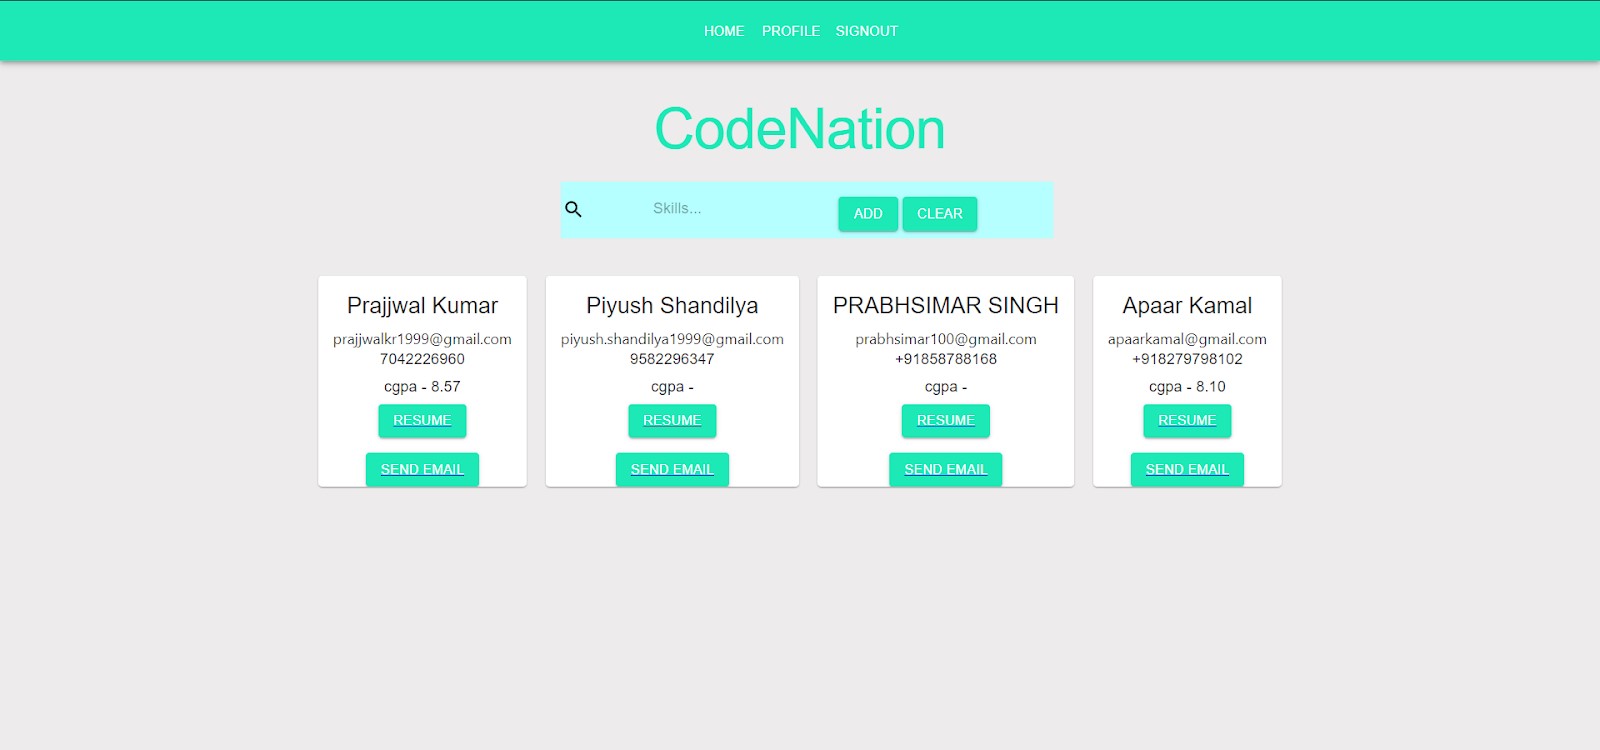 HOME PROFILE SIGNOUT
CodeNation
Skills... ADD CLEAR
Prajjwal Kumar
prajjwalkr1999@gmail.com
7042226960
cgpa - 8.57
RESUME
SEND EMAIL
Piyush Shandilya
piyush.shandilya1999@gmail.com
9582296347
cgpa -
RESUME
SEND EMAIL
PRABHSIMAR SINGH
prabhsimar100@gmail.com
+91858788168
cgpa -
RESUME
SEND EMAIL
Apaar Kamal
apaarkamal@gmail.com
+918279798102
cgpa - 8.10
RESUME
SEND EMAIL